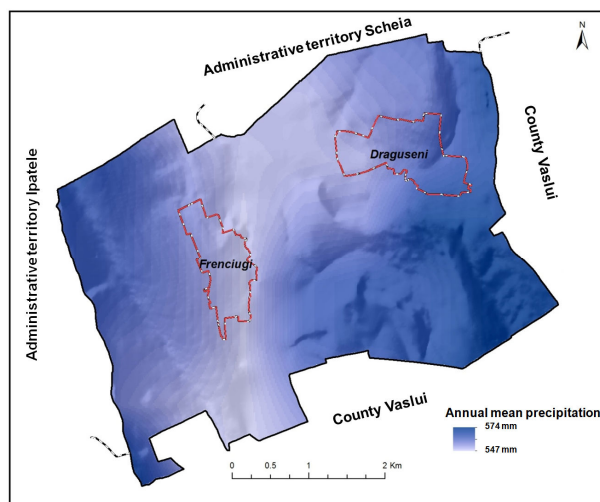 Administrative territory Scheia
N
County Vaslui
Draguseni
Administrative territory Ipatele
Frenciugi
County Vaslui
Annual mean precipitation
574 mm
547 mm
0 0.5 1 2 Km